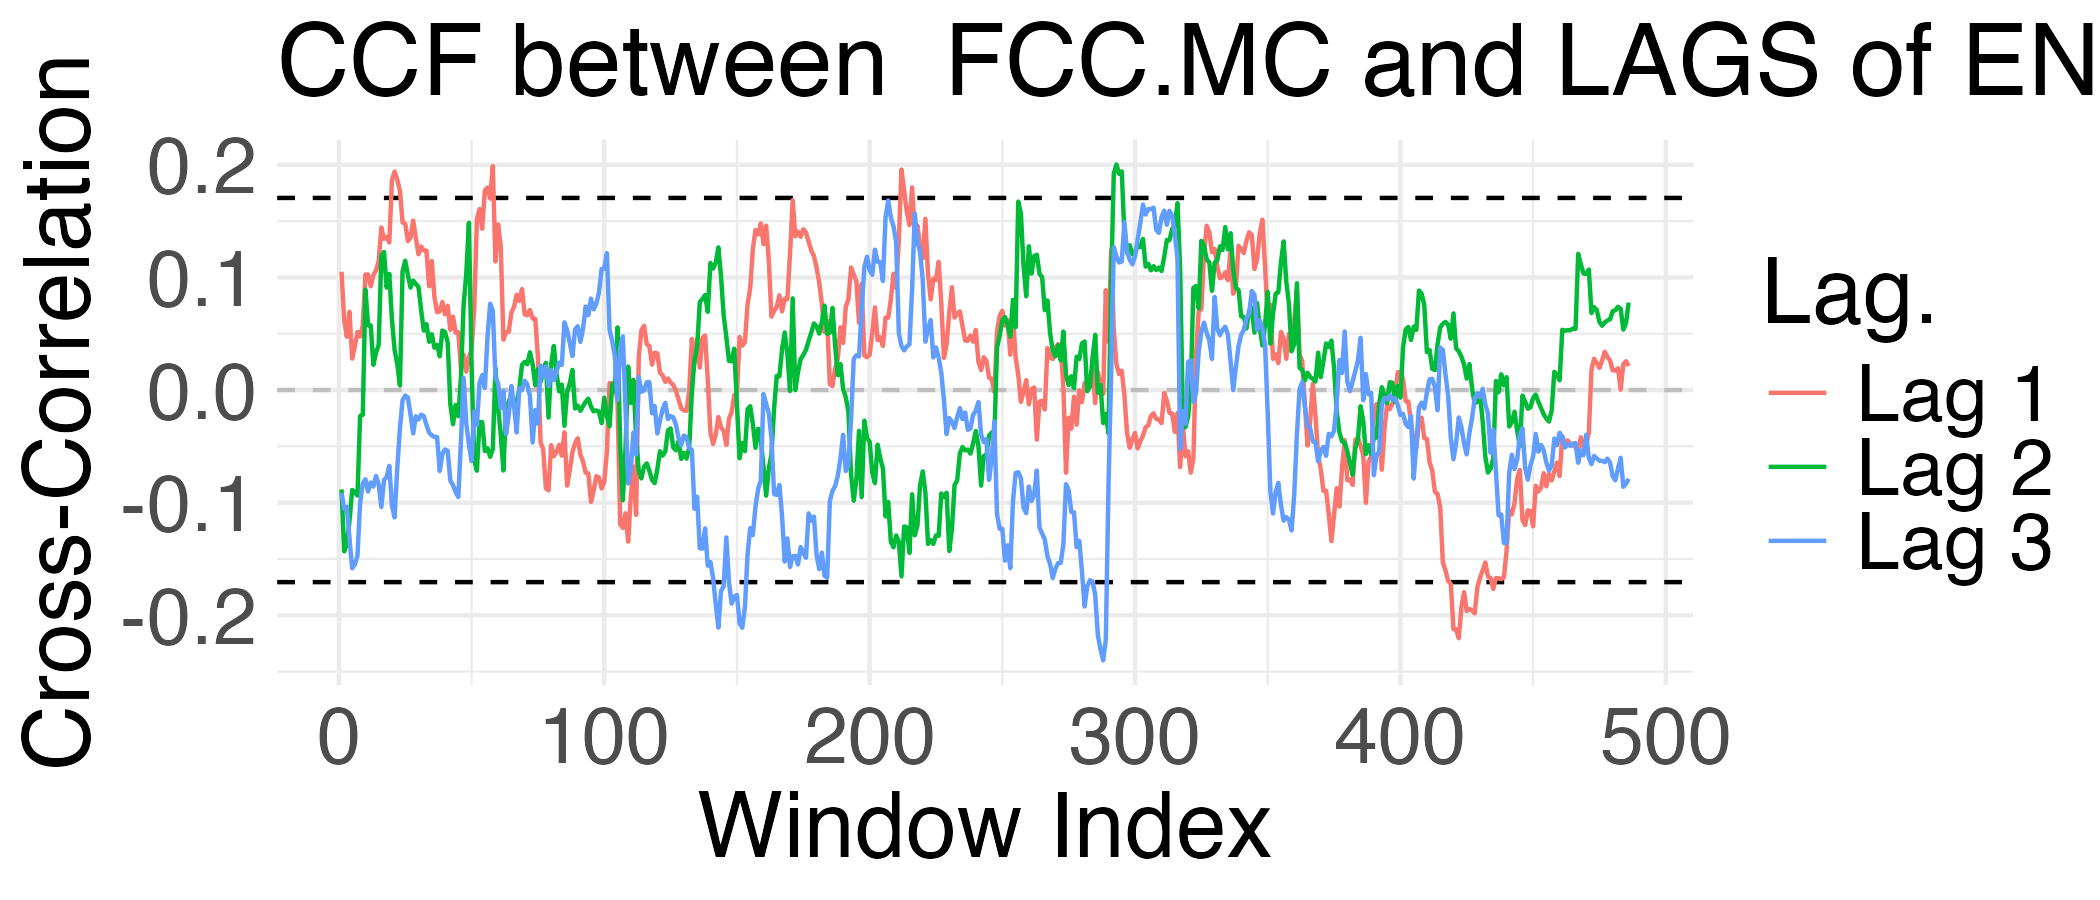 CCF between  FCC.MC and LAGS of EN
Cross-Correlation
0.2
0.1
0.0
-0.1
-0.2
0 100 200 300 400 500
Window Index
Lag.
Lag 1
Lag 2
Lag 3